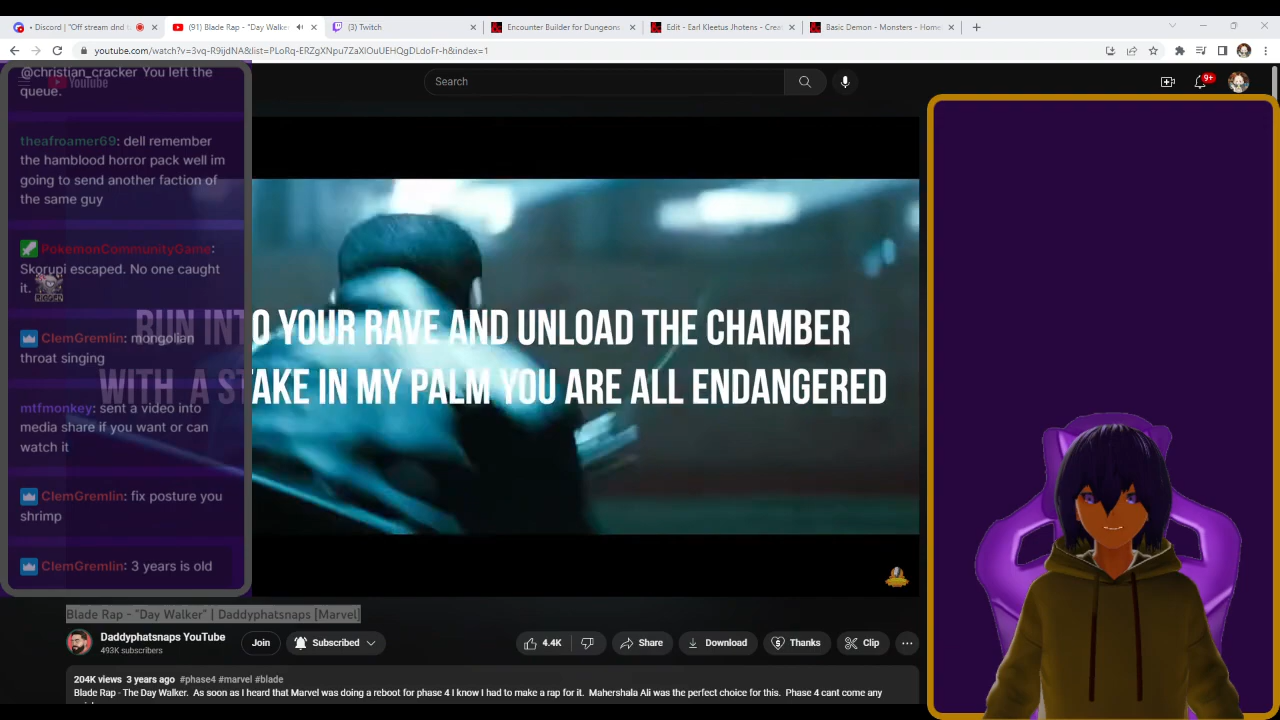 Discord | "Off stream dnd
(91) Blade Rap - "Day Walke
(3) Twitch
Encounter Builder for Dungeons
Edit - Earl Kleetus Jhotens - Crea
Basic Demon - Monsters - Home
youtube.com/watch?v=3vq-R9ijdNA&list=PLoRq-ERZgXNpu7ZaXlOuUEHQgDLdoFr-h&index=1
@christian_cracker You left the
queue.
YouTube
Search
9+
theafroamer69: dell remember
the hamblood horror pack well im
going to send another faction of
the same guy
PokemonCommunityGame:
Skorupi escaped. No one caught
it.
ClemGremlin: mongolian
throat singing
mtfmonkey: sent a video into
media share if you want or can
watch it
ClemGremlin: fix posture you
shrimp
ClemGremlin: 3 years is old
RUN INTO YOUR RAVE AND UNLOAD THE CHAMBER
WITH A STAKE IN MY PALM YOU ARE ALL ENDANGERED
Blade Rap - "Day Walker" | Daddyphatsnaps [Marvel]
Daddyphatsnaps YouTube
493K subscribers
Join
Subscribed
4.4K
Share
Download
Thanks
Clip
204K views 3 years ago #phase4 #marvel #blade
Blade Rap - The Day Walker. As soon as I heard that Marvel was doing a reboot for phase 4 I know I had to make a rap for it. Mahershala Ali was the perfect choice for this. Phase 4 cant come any